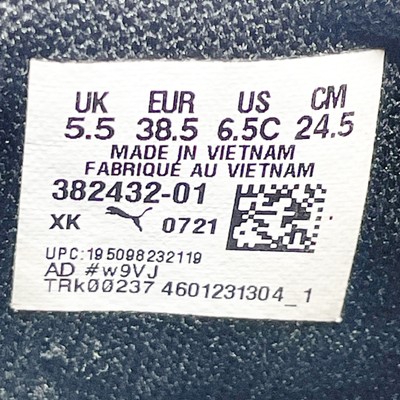 UK EUR US CM
5.5 38.5 6.5C 24.5
MADE IN VIETNAM
FABRIQUÉ AU VIETNAM
382432-01
XK 0721
UPC:195098232119
AD #w9VJ
TRk00237 4601231304_1